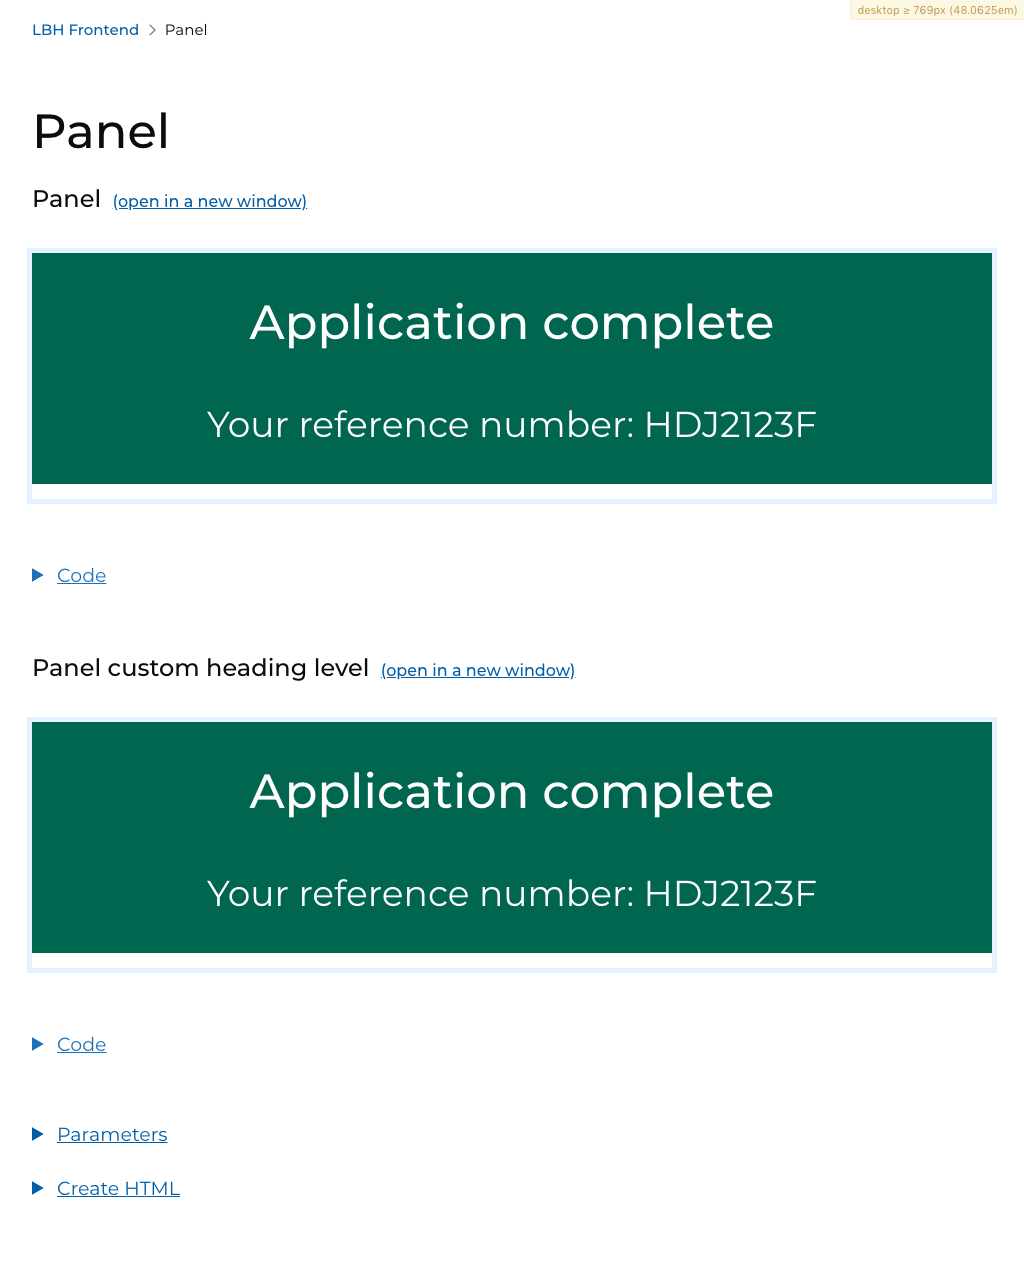 desktop ≥ 769px (48.0625em)
LBH Frontend > Panel
Panel
Panel (open in a new window)
Application complete
Your reference number: HDJ2123F
Code
Panel custom heading level (open in a new window)
Application complete
Your reference number: HDJ2123F
Code
Parameters
Create HTML